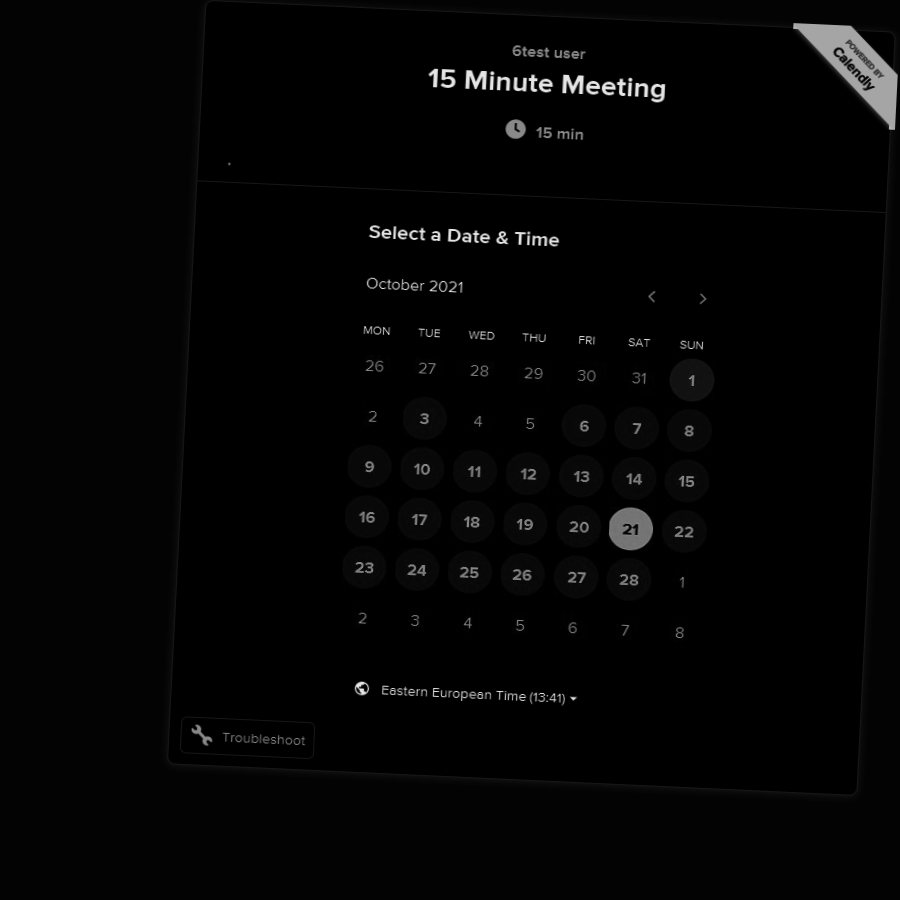 6test user
POWERED BY
Calendly
15 Minute Meeting
15 min
Select a Date & Time
October 2021
MON TUE WED THU FRI SAT SUN
26 27 28 29 30 31 1
2 3 4 5 6 7 8
9 10 11 12 13 14 15
16 17 18 19 20 21 22
23 24 25 26 27 28 1
2 3 4 5 6 7 8
Eastern European Time (13:41)
Troubleshoot